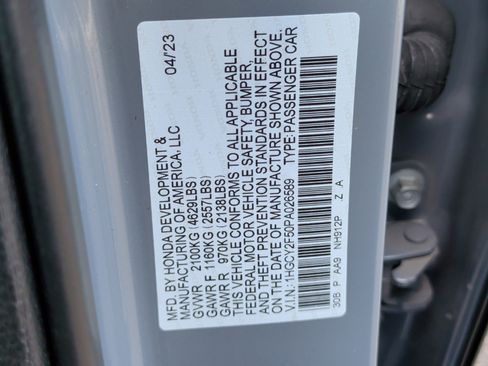 MFD. BY HONDA DEVELOPMENT & 04/23
MANUFACTURING OF AMERICA, LLC
GVWR 2100KG (4629LBS)
GAWR F 1160KG (2557LBS)
GAWR R 970KG (2138LBS)
THIS VEHICLE CONFORMS TO ALL APPLICABLE
FEDERAL MOTOR VEHICLE SAFETY, BUMPER,
AND THEFT PREVENTION STANDARDS IN EFFECT
ON THE DATE OF MANUFACTURE SHOWN ABOVE.
V.I.N.: 1HGCY2F50PA026589 TYPE: PASSENGER CAR
30B P AA9 NH912P Z A